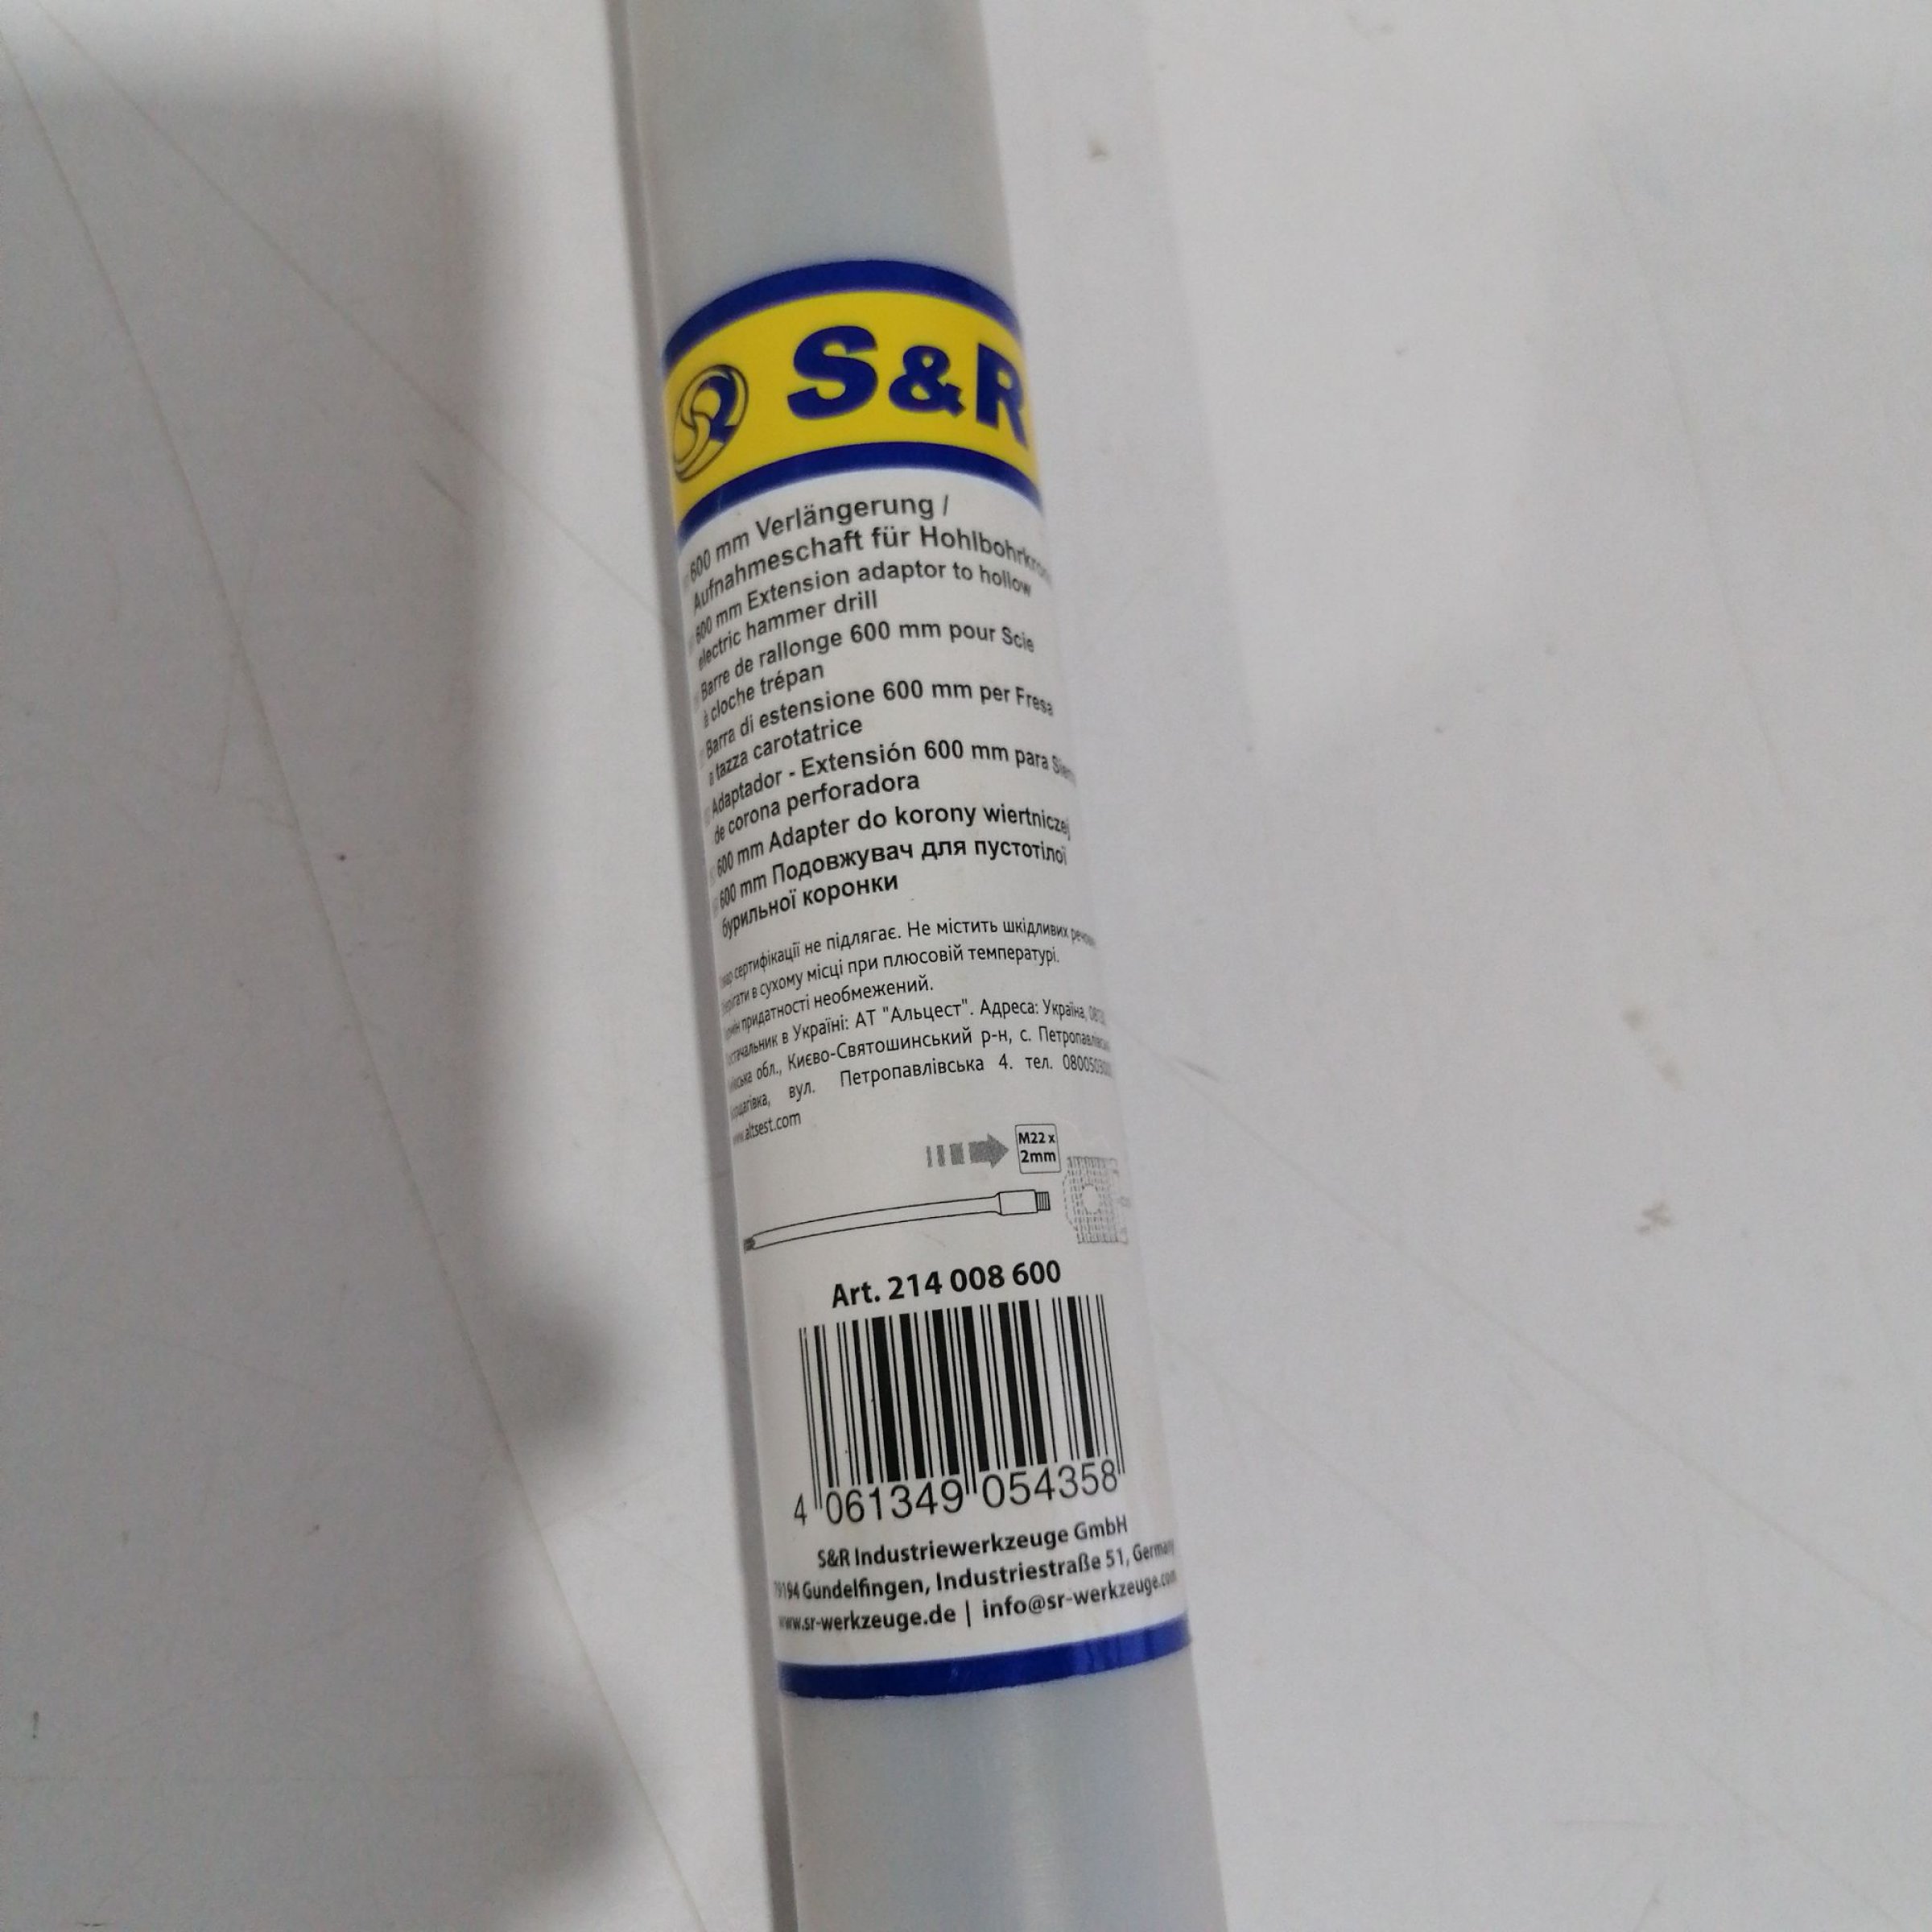 S&R
600 mm Verlängerung /
Aufnahmeschaft für
600 mm Extension adaptor to hollow
electric hammer drill
Barre de rallonge 600 mm pour Scie
à cloche trépan
Barra di estensione 600 mm per Fresa
a tazza carotatrice
Adaptador - Extensión 600 mm para
de corona perforadora
600 mm Adapter do korony wiertniczej
600 mm Подовжувач для пустотілої
бурильної коронки
сертифікації не підлягає. Не містить шкідливих
в сухому місці при плюсовій температурі.
придатності необмежений.
в Україні: АТ "Альцест". Адреса: Україна,
обл., Києво-Святошинський р-н, с.
вул. Петропавлівська 4. тел.
www.altsest.com
M22 x
2mm
Art. 214 008 600
4 061349 054358
S&R Industriewerkzeuge GmbH
79194 Gundelfingen, Industriestraße 51, Germany
www.sr-werkzeuge.de | info@sr-werkzeuge.com